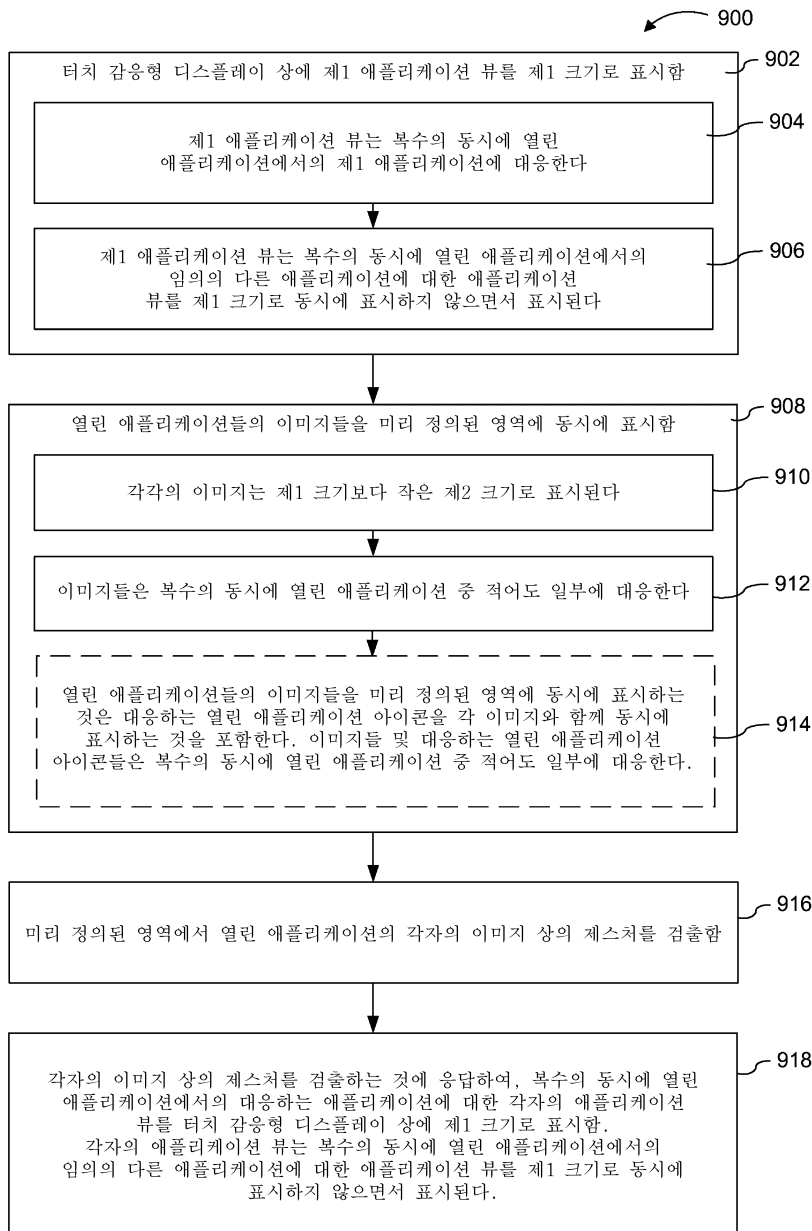 900
터치 감응형 디스플레이 상에 제1 애플리케이션 뷰를 제1 크기로 표시함
902
제1 애플리케이션 뷰는 복수의 동시에 열린
애플리케이션에서의 제1 애플리케이션에 대응한다
904
제1 애플리케이션 뷰는 복수의 동시에 열린 애플리케이션에서의
임의의 다른 애플리케이션에 대한 애플리케이션
뷰를 제1 크기로 동시에 표시하지 않으면서 표시된다
906
열린 애플리케이션들의 이미지들을 미리 정의된 영역에 동시에 표시함
908
각각의 이미지는 제1 크기보다 작은 제2 크기로 표시된다
910
이미지들은 복수의 동시에 열린 애플리케이션 중 적어도 일부에 대응한다
912
열린 애플리케이션들의 이미지들을 미리 정의된 영역에 동시에 표시하는
것은 대응하는 열린 애플리케이션 아이콘을 각 이미지와 함께 동시에
표시하는 것을 포함한다. 이미지들 및 대응하는 열린 애플리케이션
아이콘들은 복수의 동시에 열린 애플리케이션 중 적어도 일부에 대응한다.
914
미리 정의된 영역에서 열린 애플리케이션의 각자의 이미지 상의 제스처를 검출함
916
각자의 이미지 상의 제스처를 검출하는 것에 응답하여, 복수의 동시에 열린
애플리케이션에서의 대응하는 애플리케이션에 대한 각자의 애플리케이션
뷰를 터치 감응형 디스플레이 상에 제1 크기로 표시함.
각자의 애플리케이션 뷰는 복수의 동시에 열린 애플리케이션에서의
임의의 다른 애플리케이션에 대한 애플리케이션 뷰를 제1 크기로 동시에
표시하지 않으면서 표시된다.
918